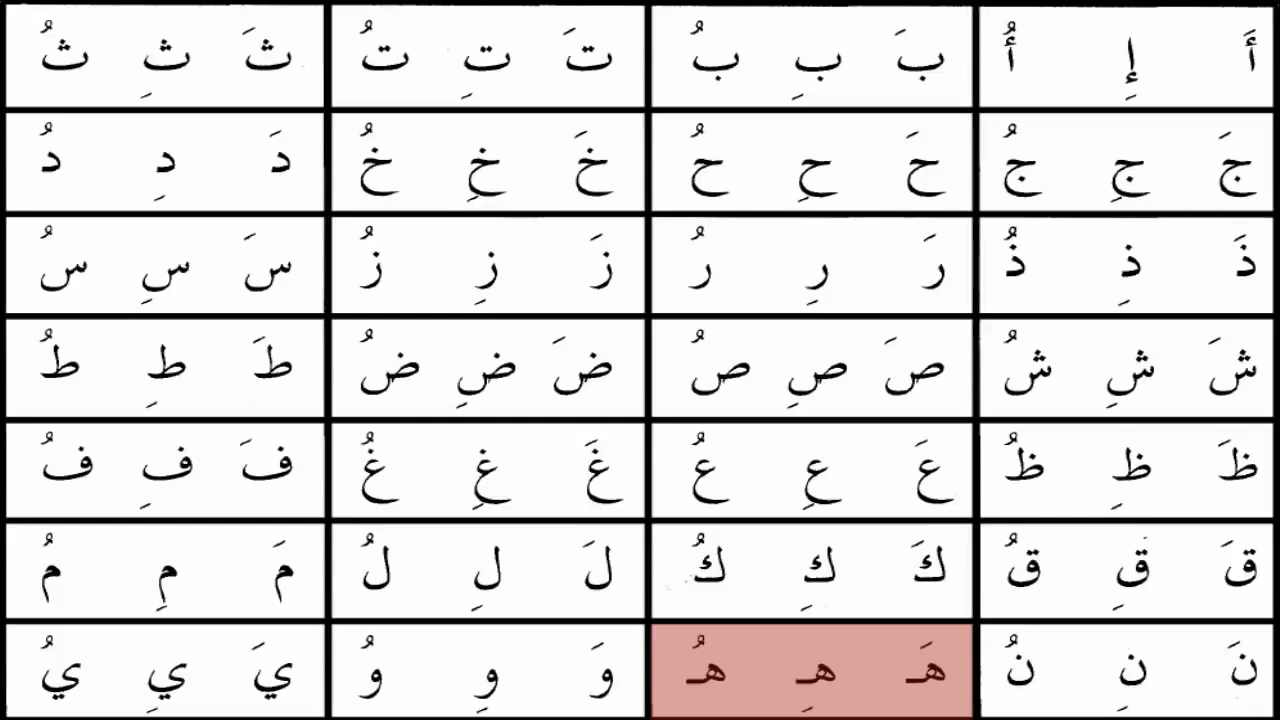 أَ إِ أُ بَ بِ بُ تَ تِ تُ ثَ ثِ ثُ
جَ جِ جُ حَ حِ حُ خَ خِ خُ دَ دِ دُ
ذَ ذِ ذُ رَ رِ رُ زَ زِ زُ سَ سِ سُ
شَ شِ شُ صَ صِ صُ ضَ ضِ ضُ طَ طِ طُ
ظَ ظِ ظُ عَ عِ عُ غَ غِ غُ فَ فِ فُ
قَ قِ قُ كَ كِ كُ لَ لِ لُ مَ مِ مُ
نَ نِ نُ هَـ هِـ هُـ وَ وِ وُ يَ يِ يُ